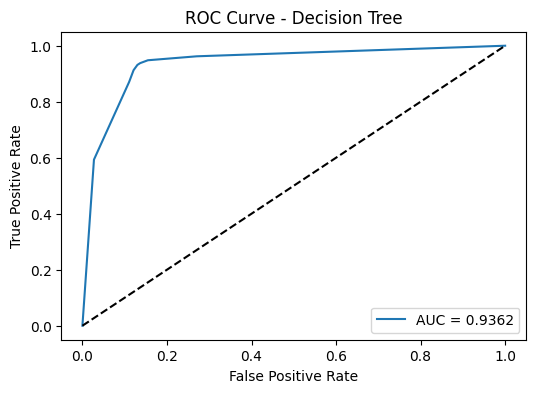 ROC Curve - Decision Tree
1.0
0.8
0.6
0.4
0.2
0.0
True Positive Rate
AUC = 0.9362
0.0 0.2 0.4 0.6 0.8 1.0
False Positive Rate